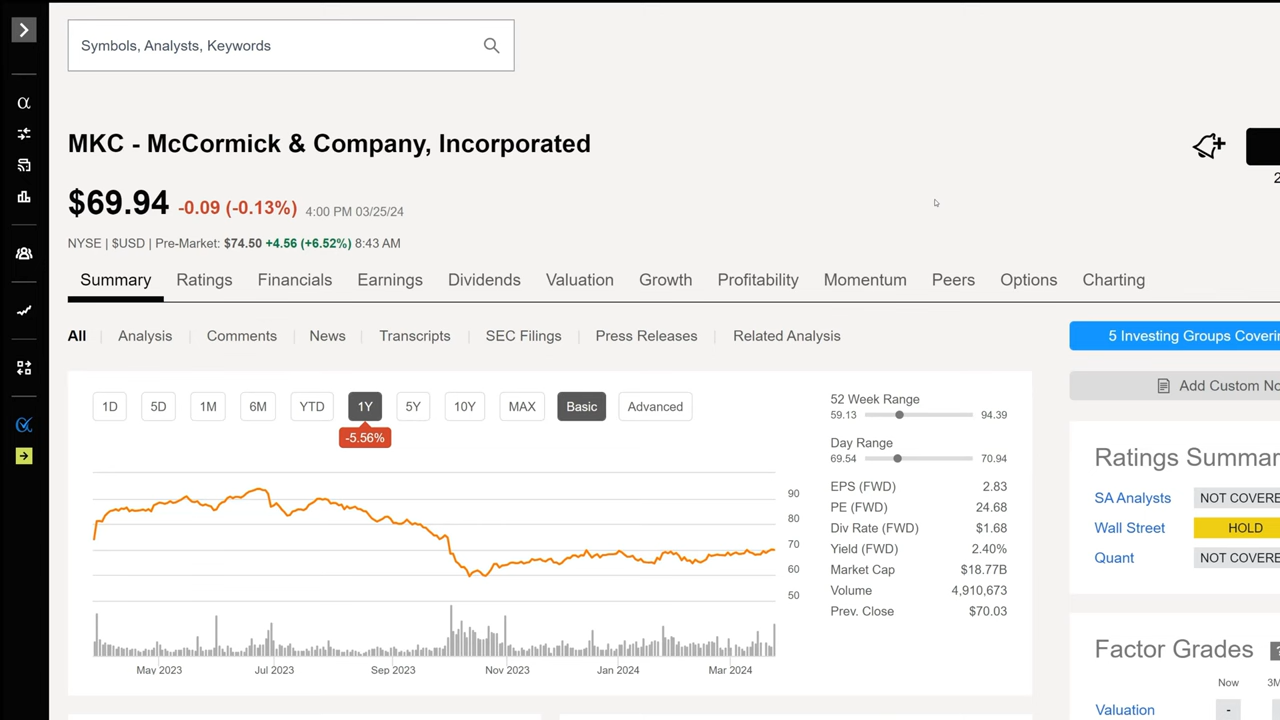 Symbols, Analysts, Keywords
MKC - McCormick & Company, Incorporated
$69.94 -0.09 (-0.13%) 4:00 PM 03/25/24
2
NYSE | $USD | Pre-Market: $74.50 +4.56 (+6.52%) 8:43 AM
Summary Ratings Financials Earnings Dividends Valuation Growth Profitability Momentum Peers Options Charting
All | Analysis | Comments | News | Transcripts | SEC Filings | Press Releases | Related Analysis
5 Investing Groups Coverin
Add Custom No
1D 5D 1M 6M YTD 1Y 5Y 10Y MAX Basic Advanced
-5.56%
90
80
70
60
50
May 2023 Jul 2023 Sep 2023 Nov 2023 Jan 2024 Mar 2024
52 Week Range
59.13 94.39
Day Range
69.54 70.94
EPS (FWD) 2.83
PE (FWD) 24.68
Div Rate (FWD) $1.68
Yield (FWD) 2.40%
Market Cap $18.77B
Volume 4,910,673
Prev. Close $70.03
Ratings Summar
SA Analysts NOT COVERE
Wall Street HOLD
Quant NOT COVERE
Factor Grades
Now 3M
Valuation -